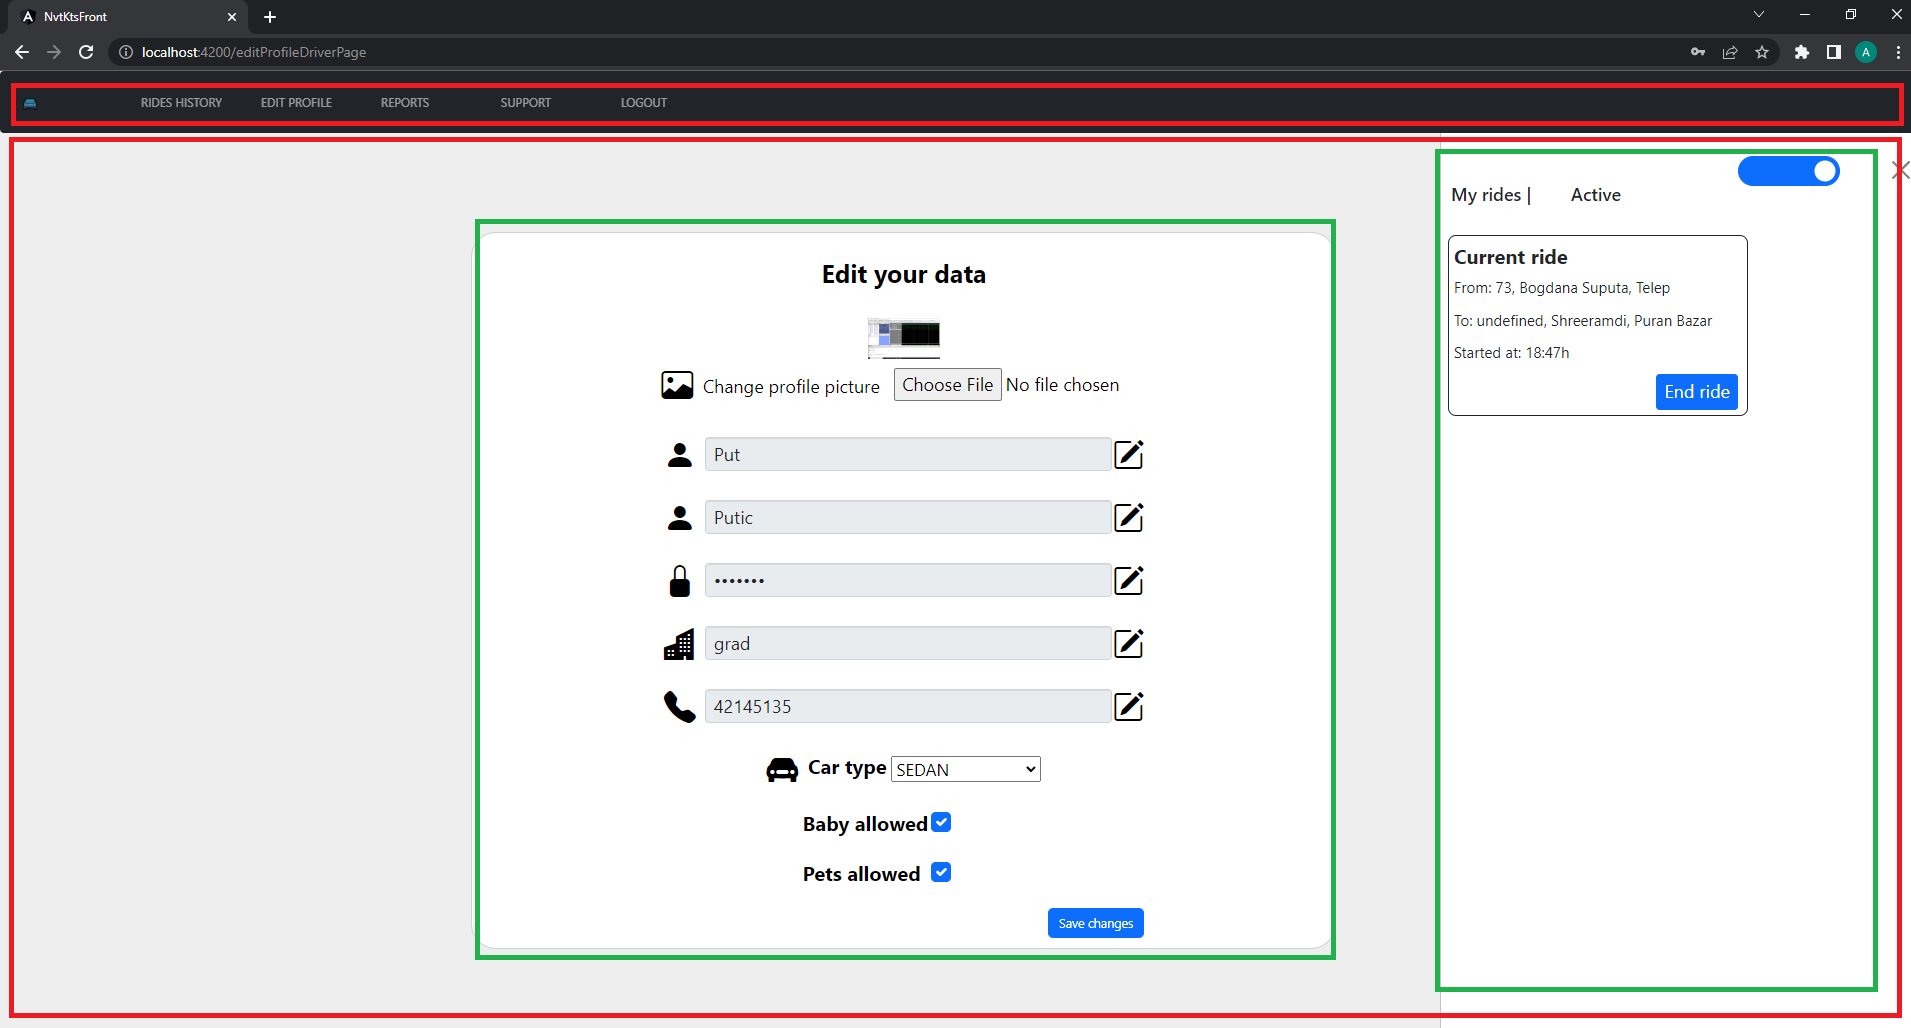 NvtKtsFront
localhost:4200/editProfileDriverPage
A
RIDES HISTORY EDIT PROFILE REPORTS SUPPORT LOGOUT
Edit your data
Change profile picture Choose File No file chosen
Put
Putic
•••••••
grad
42145135
Car type SEDAN
Baby allowed
Pets allowed
Save changes
My rides | Active
Current ride
From: 73, Bogdana Suputa, Telep
To: undefined, Shreeramdi, Puran Bazar
Started at: 18:47h
End ride